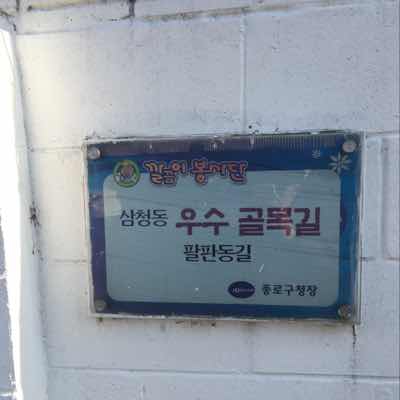 깔끔이 봉사단
삼청동 우수 골목길
팔판동길
종로구청장